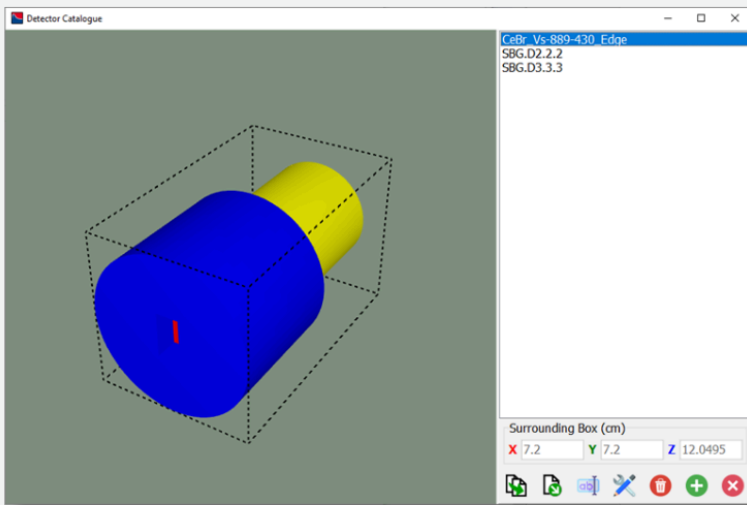 Detector Catalogue
CeBr_Vs-889-430_Edge
SBG.D2.2.2
SBG.D3.3.3
Surrounding Box (cm)
X 7.2 Y 7.2 Z 12.0495
ab